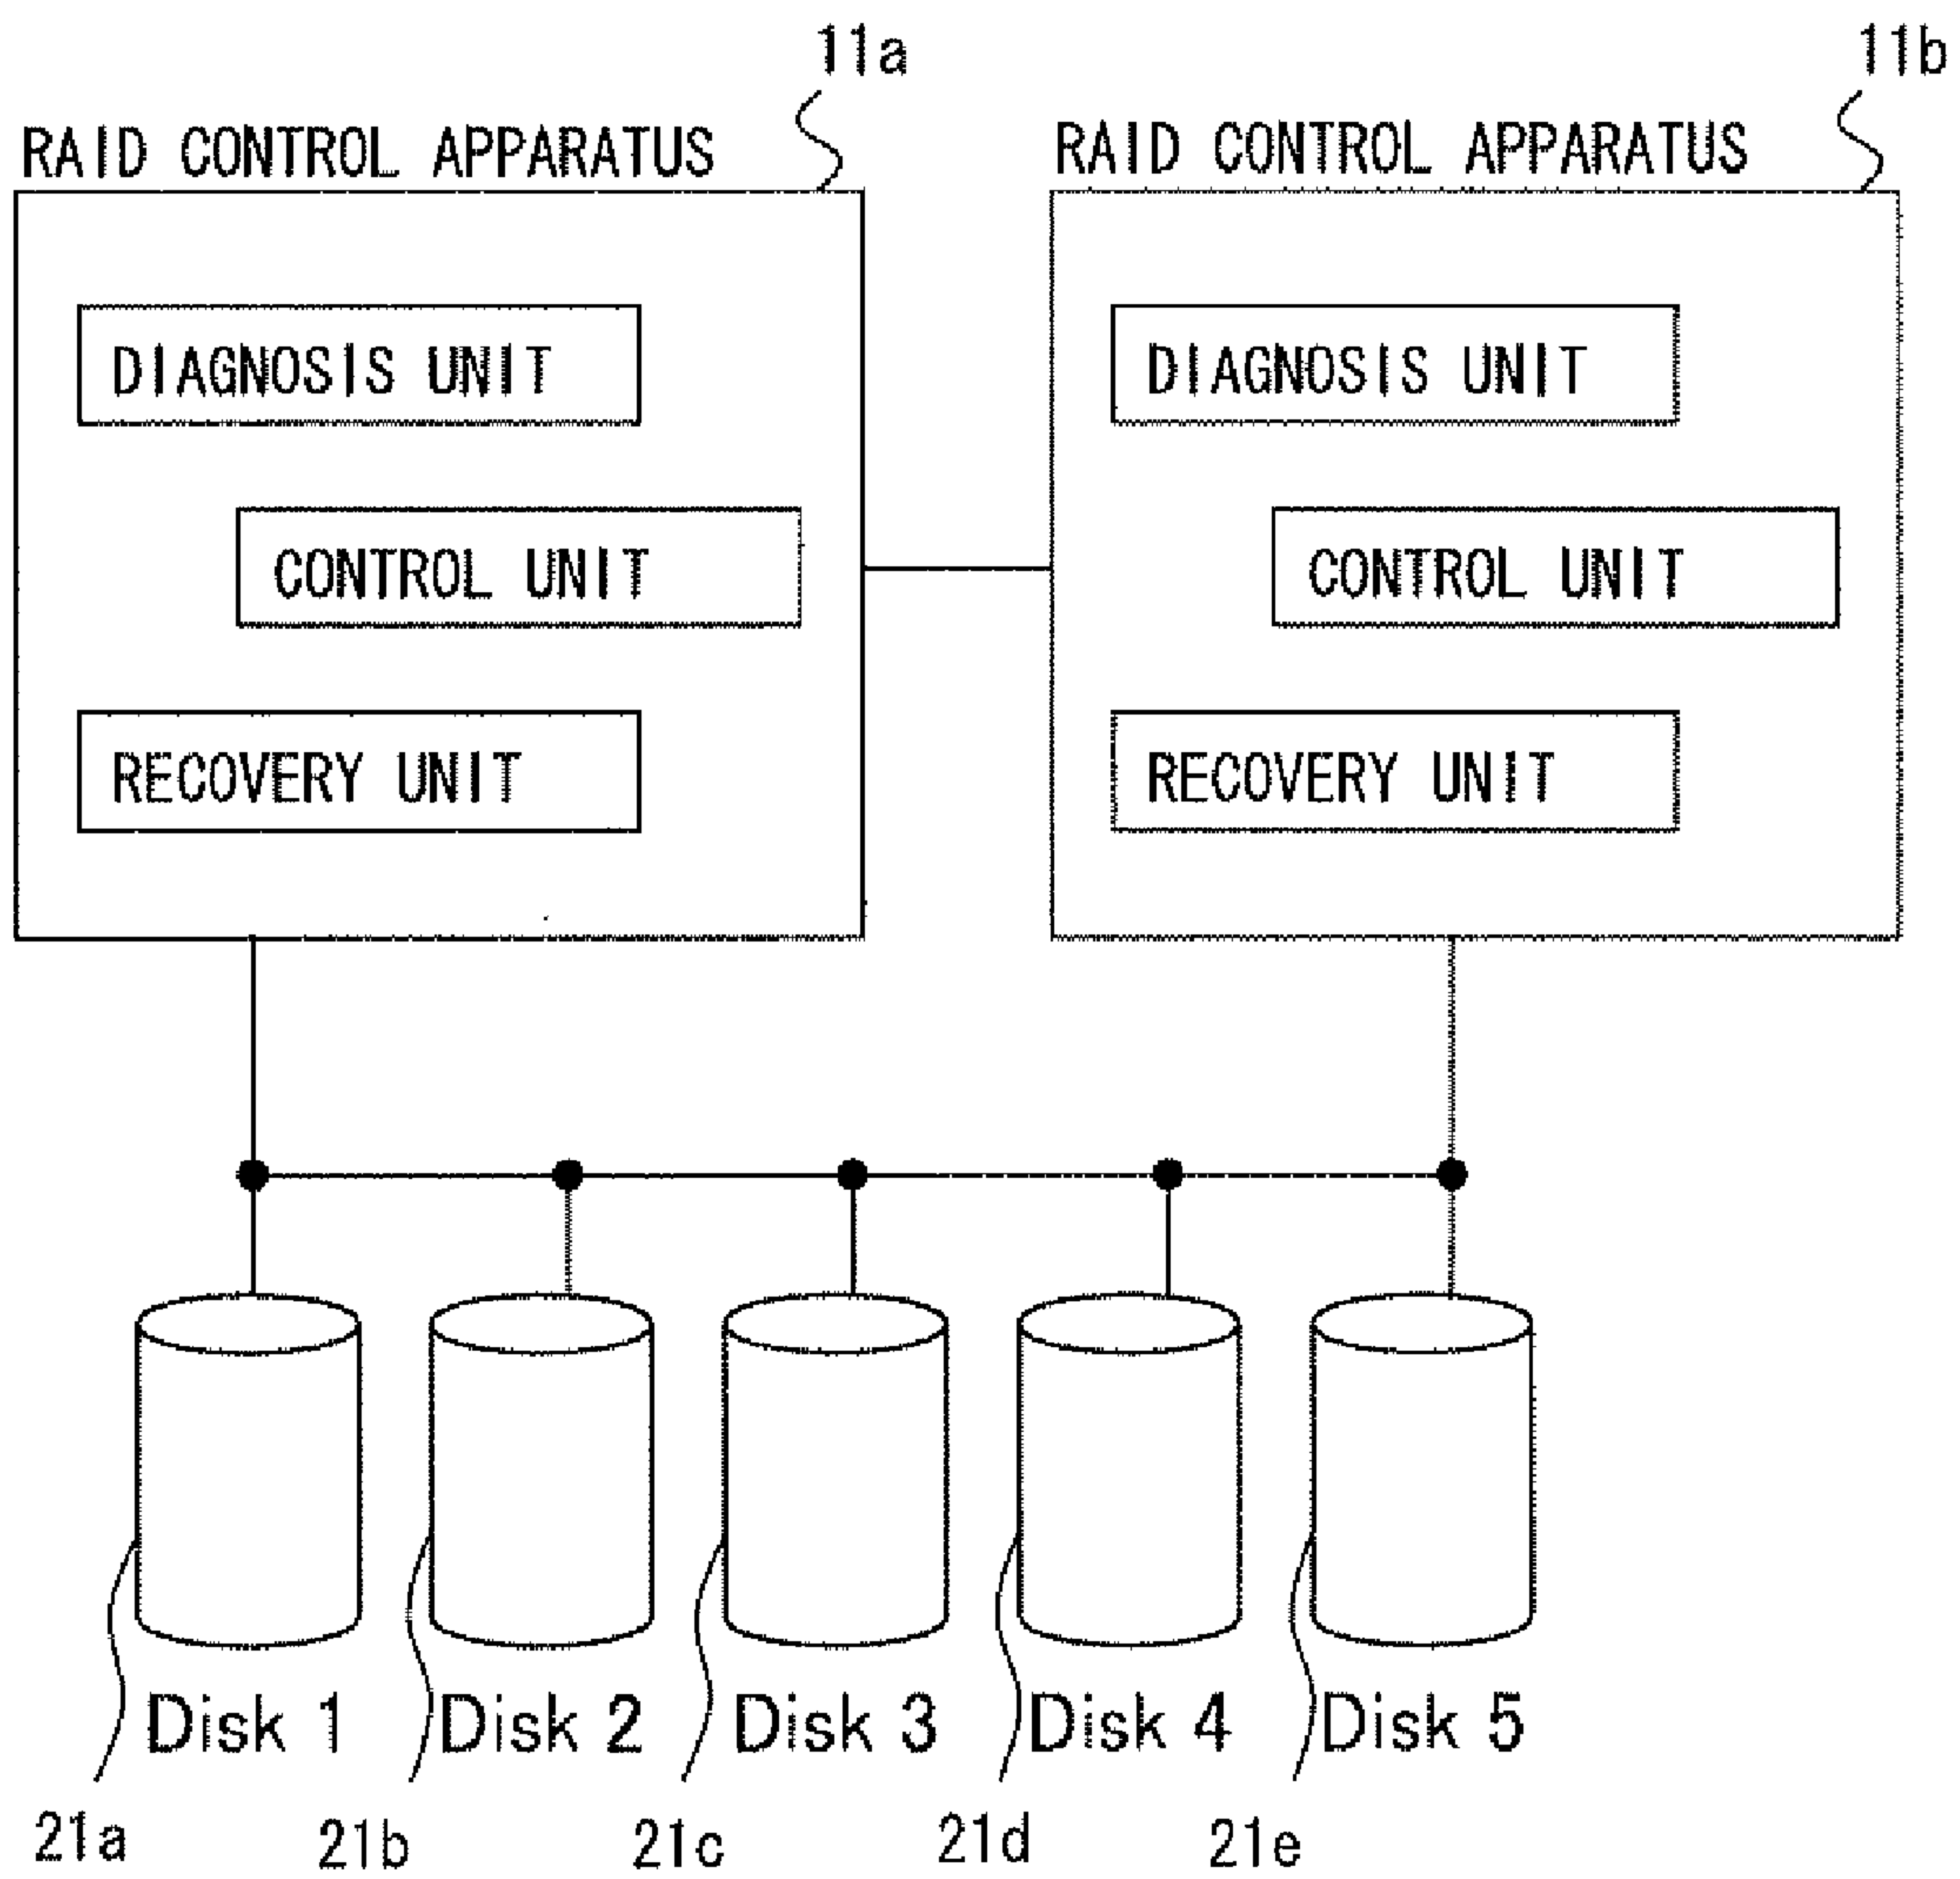 11a
11b
RAID CONTROL APPARATUS
RAID CONTROL APPARATUS
DIAGNOSIS UNIT
DIAGNOSIS UNIT
CONTROL UNIT
CONTROL UNIT
RECOVERY UNIT
RECOVERY UNIT
Disk 1
Disk 2
Disk 3
Disk 4
Disk 5
21a
21b
21c
21d
21e